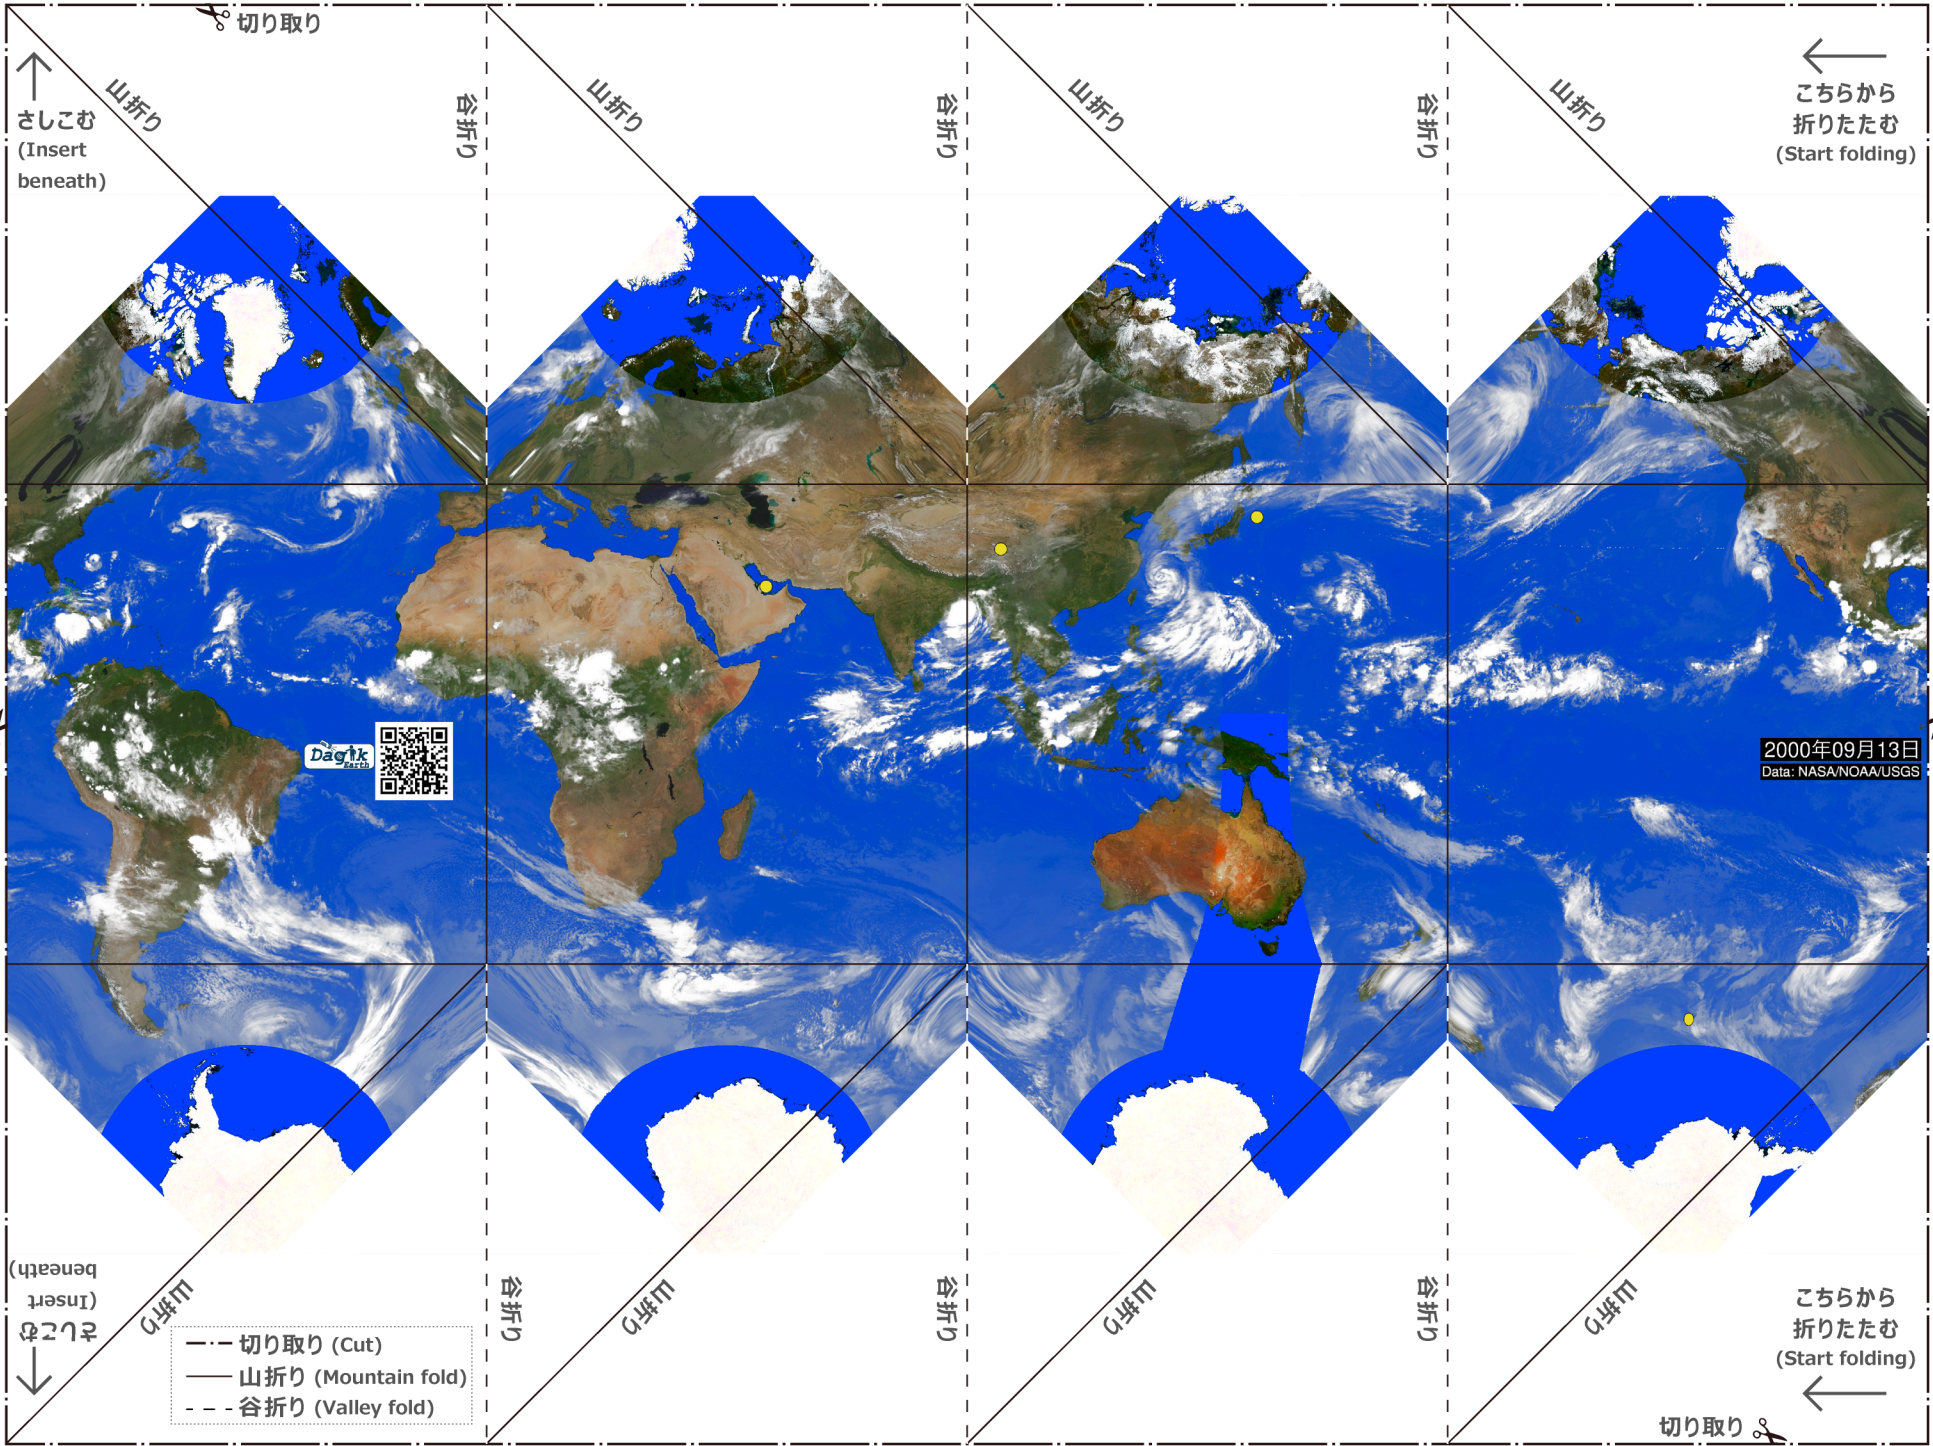 切り取り
さしこむ
(Insert
beneath)
山折り
谷折り
山折り
谷折り
山折り
谷折り
山折り
こちらから
折りたたむ
(Start folding)
Dagik
Earth
2000年09月13日
Data: NASA/NOAA/USGS
さしこむ
(Insert
beneath)
山折り
谷折り
山折り
谷折り
山折り
谷折り
山折り
こちらから
折りたたむ
(Start folding)
切り取り (Cut)
山折り (Mountain fold)
谷折り (Valley fold)
切り取り